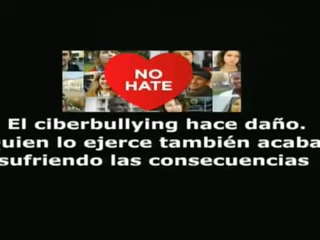 NO
HATE
El ciberbullying hace daño.
uien lo ejerce también acaba
sufriendo las consecuencias